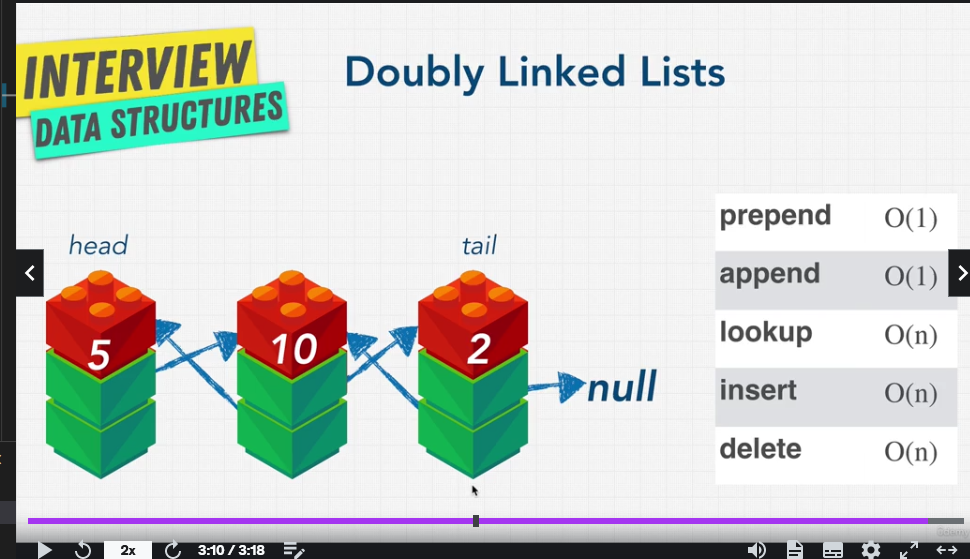 INTERVIEW
DATA STRUCTURES
Doubly Linked Lists
head
tail
5
10
2
null
prepend O(1)
append O(1)
lookup O(n)
insert O(n)
delete O(n)
2x
3:10 / 3:18